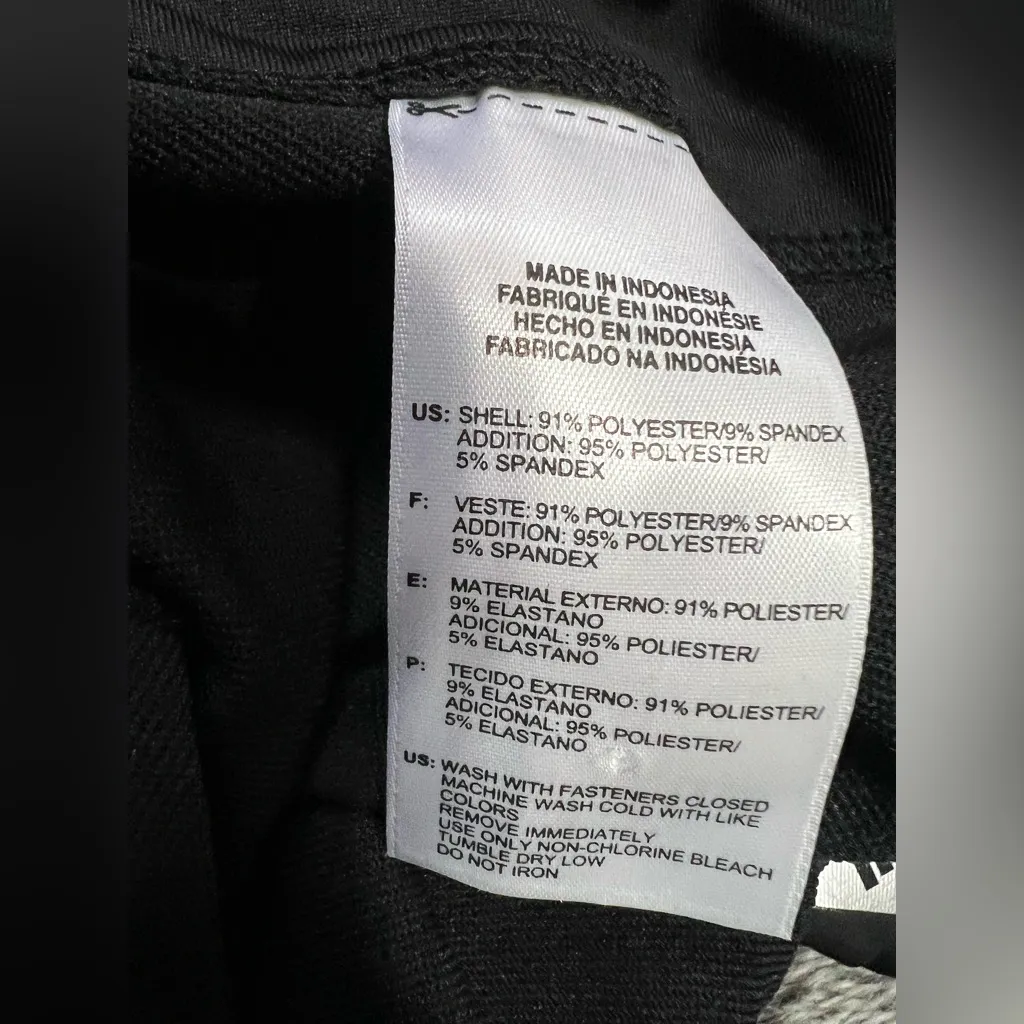 MADE IN INDONESIA
FABRIQUÉ EN INDONÉSIE
HECHO EN INDONESIA
FABRICADO NA INDONÉSIA
US: SHELL: 91% POLYESTER/9% SPANDEX
ADDITION: 95% POLYESTER/
5% SPANDEX
F: VESTE: 91% POLYESTER/9% SPANDEX
ADDITION: 95% POLYESTER/
5% SPANDEX
E: MATERIAL EXTERNO: 91% POLIESTER/
9% ELASTANO
ADICIONAL: 95% POLIESTER/
5% ELASTANO
P: TECIDO EXTERNO: 91% POLIESTER/
9% ELASTANO
ADICIONAL: 95% POLIESTER/
5% ELASTANO
US: WASH WITH FASTENERS CLOSED
MACHINE WASH COLD WITH LIKE
COLORS
REMOVE IMMEDIATELY
USE ONLY NON-CHLORINE BLEACH
TUMBLE DRY LOW
DO NOT IRON